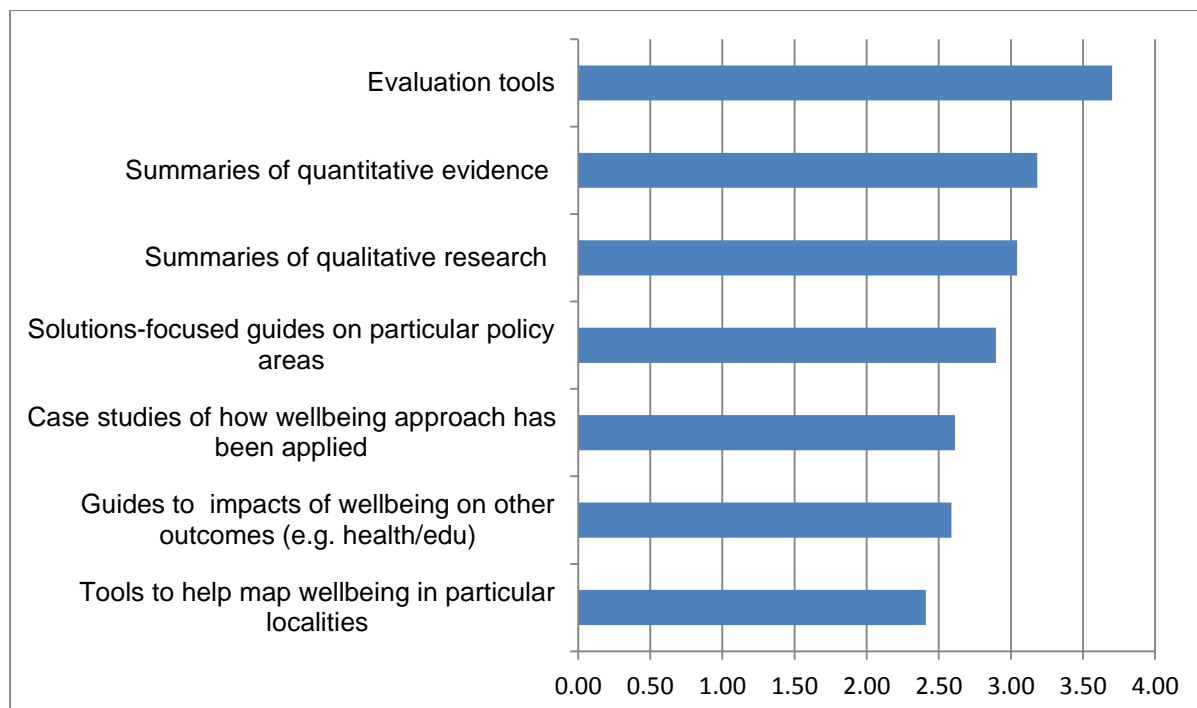 Evaluation tools
Summaries of quantitative evidence
Summaries of qualitative research
Solutions-focused guides on particular policy
areas
Case studies of how wellbeing approach has
been applied
Guides to  impacts of wellbeing on other
outcomes (e.g. health/edu)
Tools to help map wellbeing in particular
localities
0.00 0.50 1.00 1.50 2.00 2.50 3.00 3.50 4.00